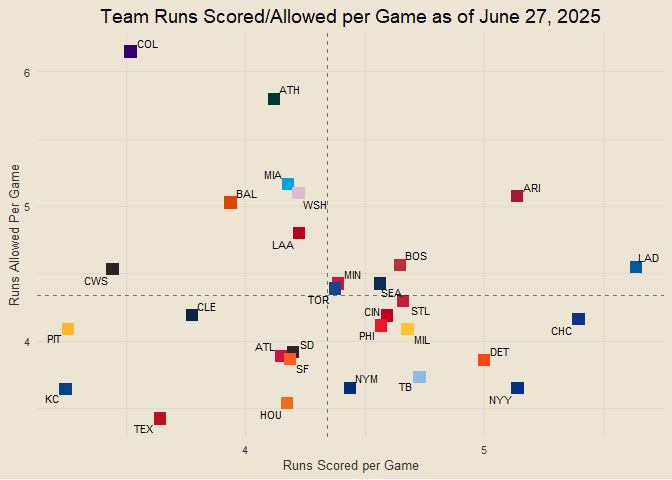 Team Runs Scored/Allowed per Game as of June 27, 2025
COL
6
ATH
MIA
BAL
WSH
ARI
5
LAA
BOS
LAD
CWS
MIN
SEA
TOR
CLE
CIN
STL
PIT
PHI
MIL
CHC
4
ATL
SD
SF
DET
KC
NYM
TB
NYY
HOU
TEX
4
5
Runs Scored per Game
Runs Allowed Per Game